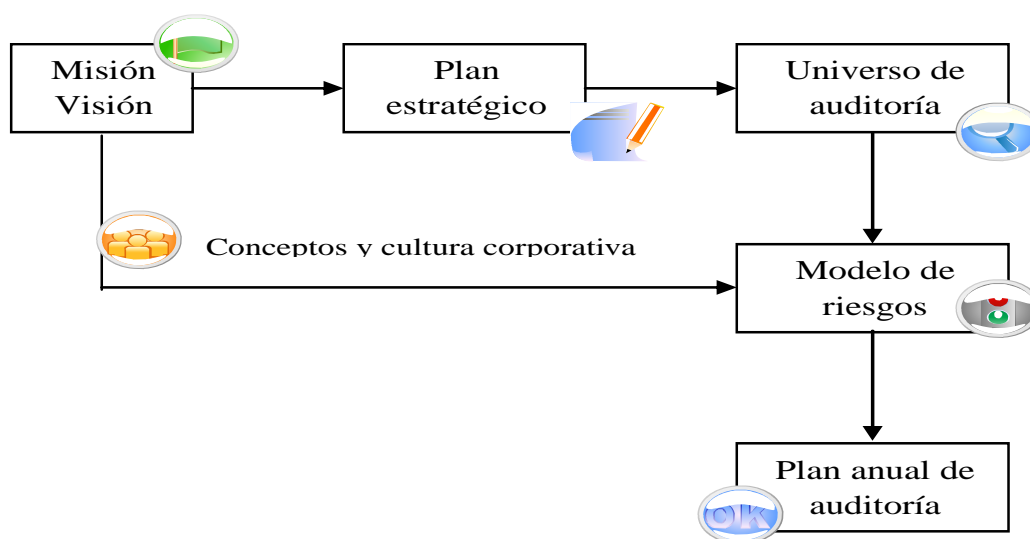 Misión
Visión
Plan
estratégico
Universo de
auditoría
Conceptos y cultura corporativa
Modelo de
riesgos
Plan anual de
auditoría
OK